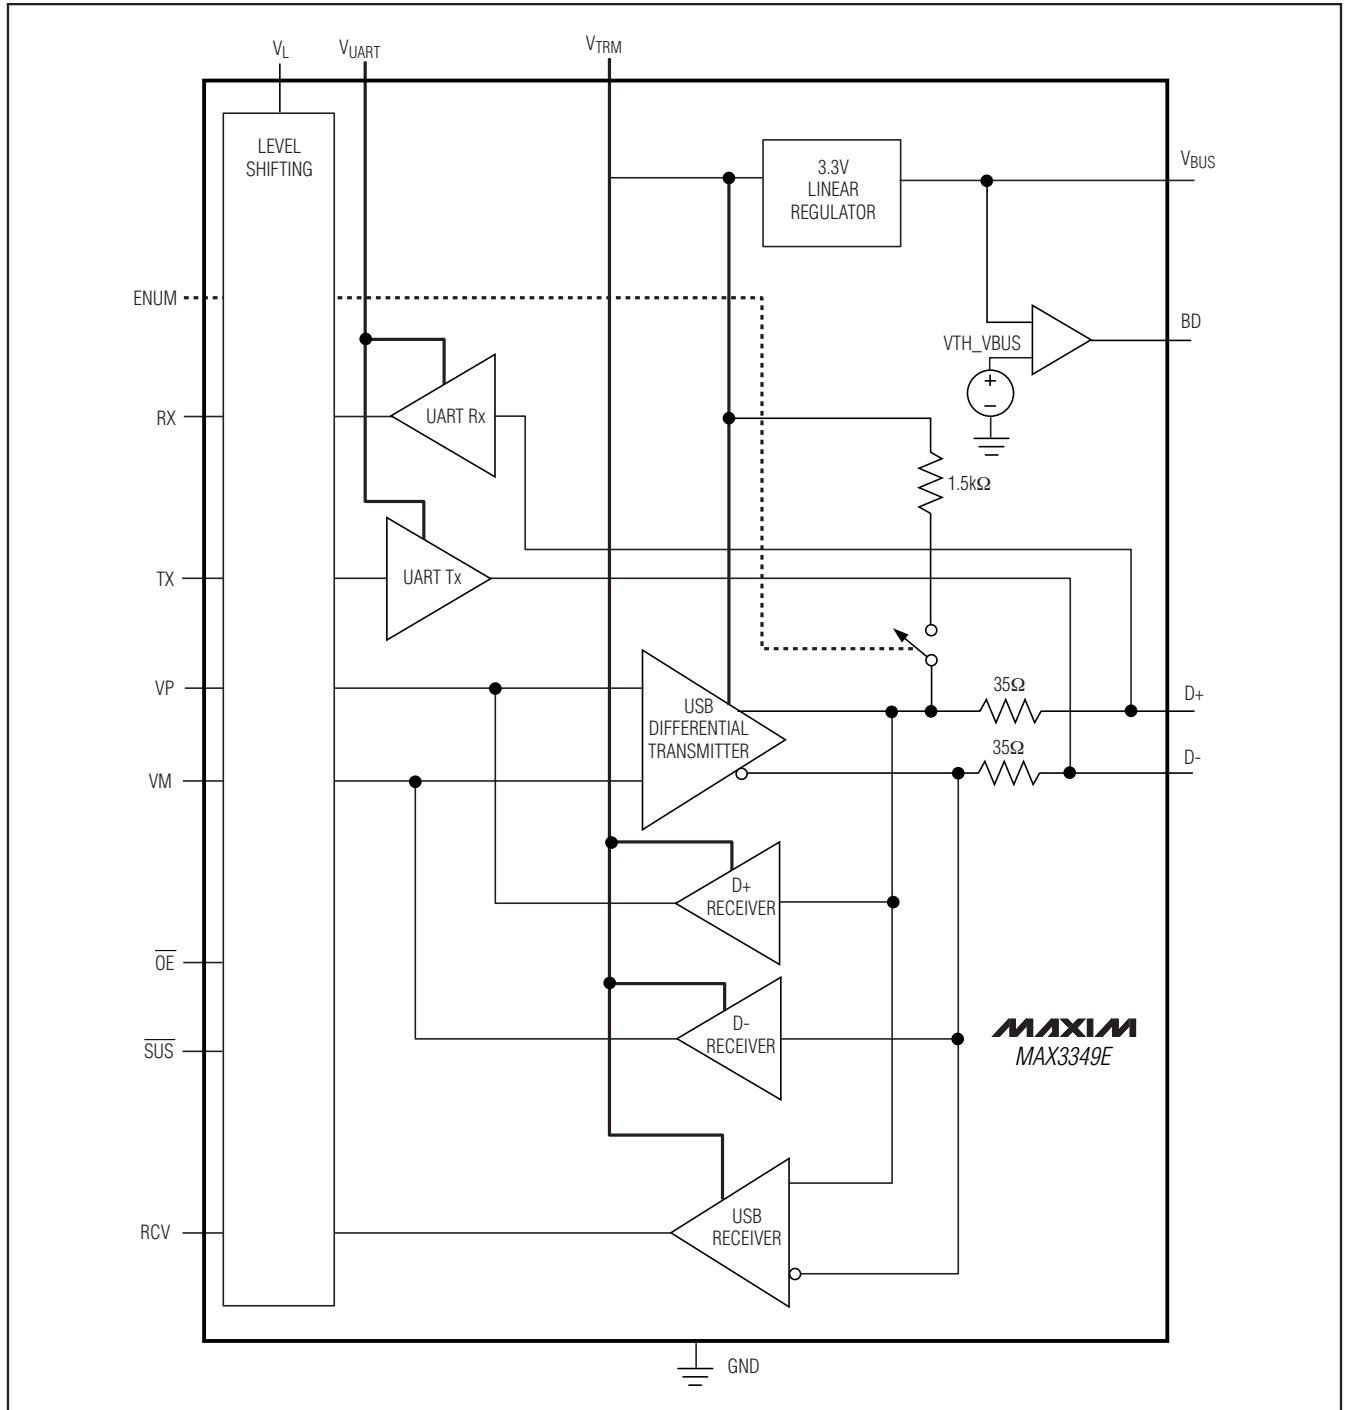 VL
VUART
VTRM
LEVEL
SHIFTING
3.3V
LINEAR
REGULATOR
VBUS
ENUM
BD
VTH_VBUS
+
−
RX
UART Rx
1.5kΩ
TX
UART Tx
VP
USB
DIFFERENTIAL
TRANSMITTER
35Ω
D+
35Ω
D-
VM
D+
RECEIVER
OE
D-
RECEIVER
SUS
MAXIM
MAX3349E
RCV
USB
RECEIVER
GND